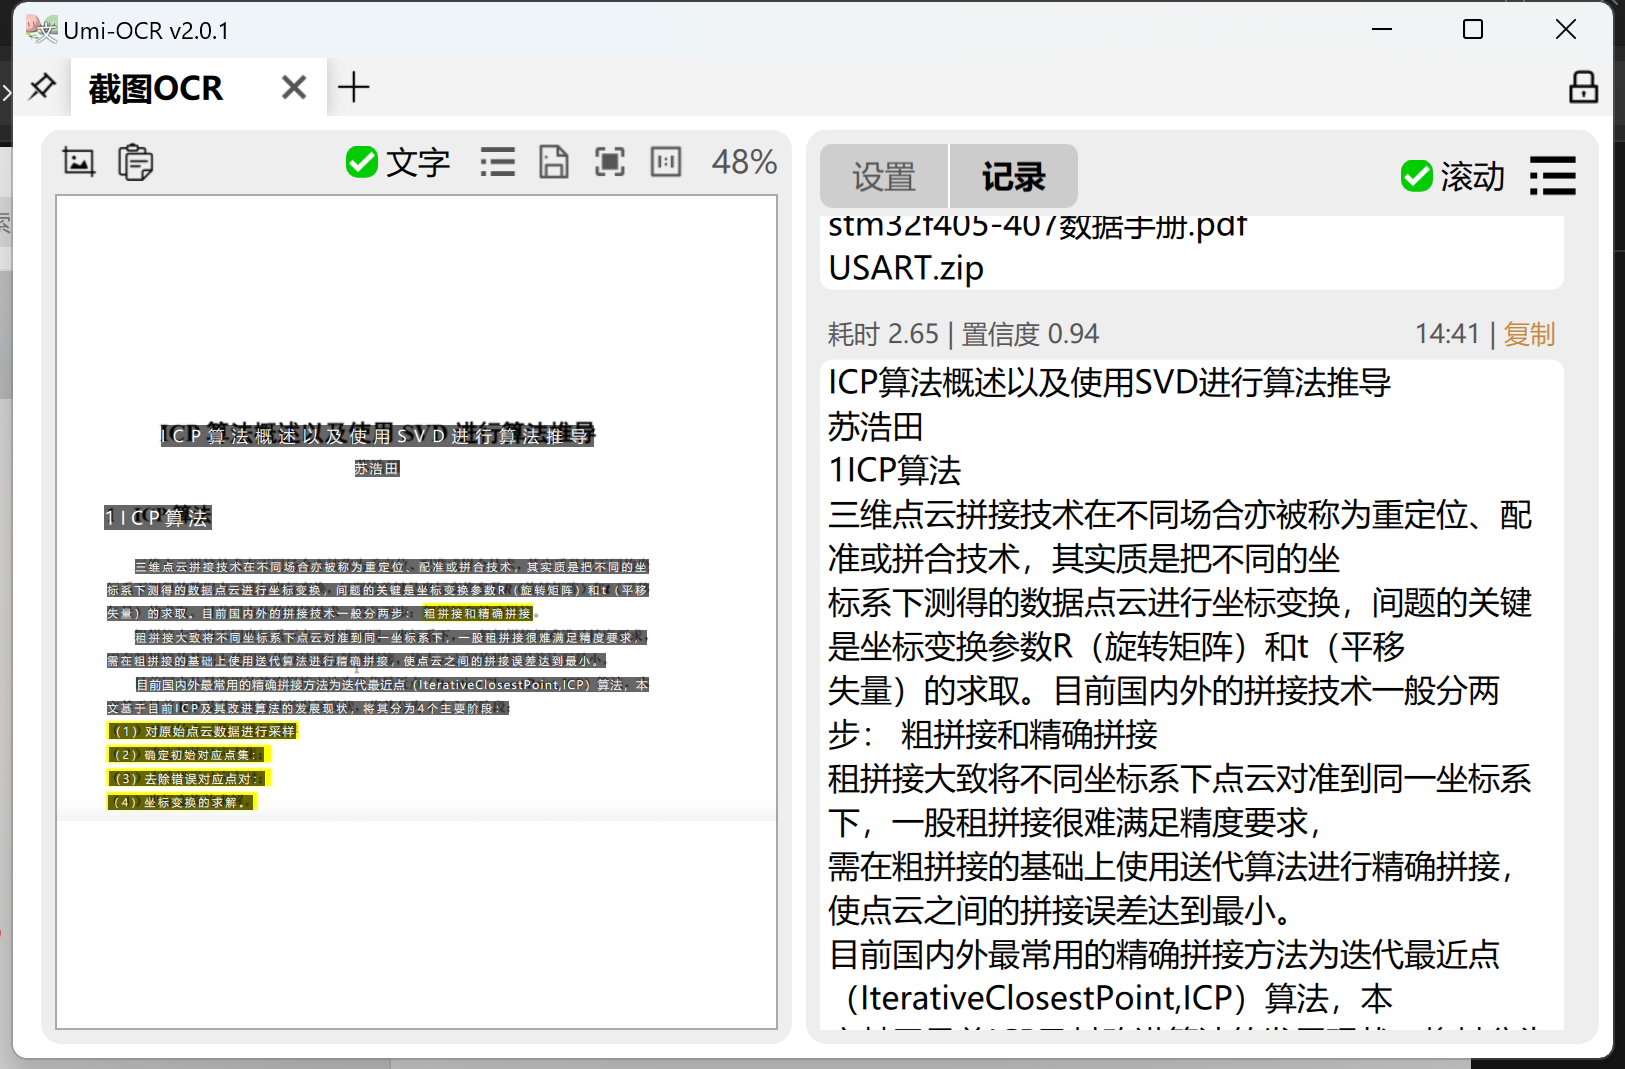 Umi-OCR v2.0.1
截图OCR
文字
48%
ICP算法概述以及使用SVD进行算法推导
苏浩田
1ICP算法
三维点云拼接技术在不同场合亦被称为重定位、配准或拼合技术，其实质是把不同的坐
标系下测得的数据点云进行坐标变换，问题的关键是坐标变换参数R（旋转矩阵）和t（平移
失量）的求取。目前国内外的拼接技术一般分两步： 粗拼接和精确拼接。
租拼接大致将不同坐标系下点云对准到同一坐标系下，一股租拼接很难满足精度要求，
需在粗拼接的基础上使用送代算法进行精确拼接，使点云之间的拼接误差达到最小。
目前国内外最常用的精确拼接方法为迭代最近点（IterativeClosestPoint,ICP）算法，本
文基于目前ICP及其改进算法的发展现状，将其分为4个主要阶段：
（1）对原始点云数据进行采样
（2）确定初始对应点集：
（3）去除错误对应点对：
（4）坐标变换的求解。
设置
记录
滚动
stm32f405-407数据手册.pdf
USART.zip
耗时 2.65 | 置信度 0.94
14:41 | 复制
ICP算法概述以及使用SVD进行算法推导
苏浩田
1ICP算法
三维点云拼接技术在不同场合亦被称为重定位、配
准或拼合技术，其实质是把不同的坐
标系下测得的数据点云进行坐标变换，问题的关键
是坐标变换参数R（旋转矩阵）和t（平移
失量）的求取。目前国内外的拼接技术一般分两
步： 粗拼接和精确拼接
租拼接大致将不同坐标系下点云对准到同一坐标系
下，一股租拼接很难满足精度要求，
需在粗拼接的基础上使用送代算法进行精确拼接，
使点云之间的拼接误差达到最小。
目前国内外最常用的精确拼接方法为迭代最近点
（IterativeClosestPoint,ICP）算法，本